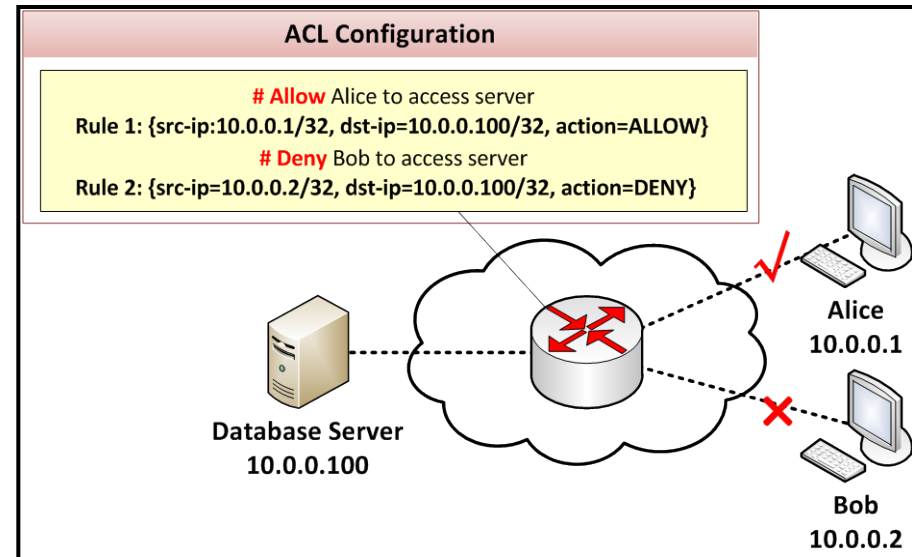 ACL Configuration
# Allow Alice to access server
Rule 1: {src-ip:10.0.0.1/32, dst-ip=10.0.0.100/32, action=ALLOW}
# Deny Bob to access server
Rule 2: {src-ip=10.0.0.2/32, dst-ip=10.0.0.100/32, action=DENY}
Alice
10.0.0.1
Database Server
10.0.0.100
Bob
10.0.0.2